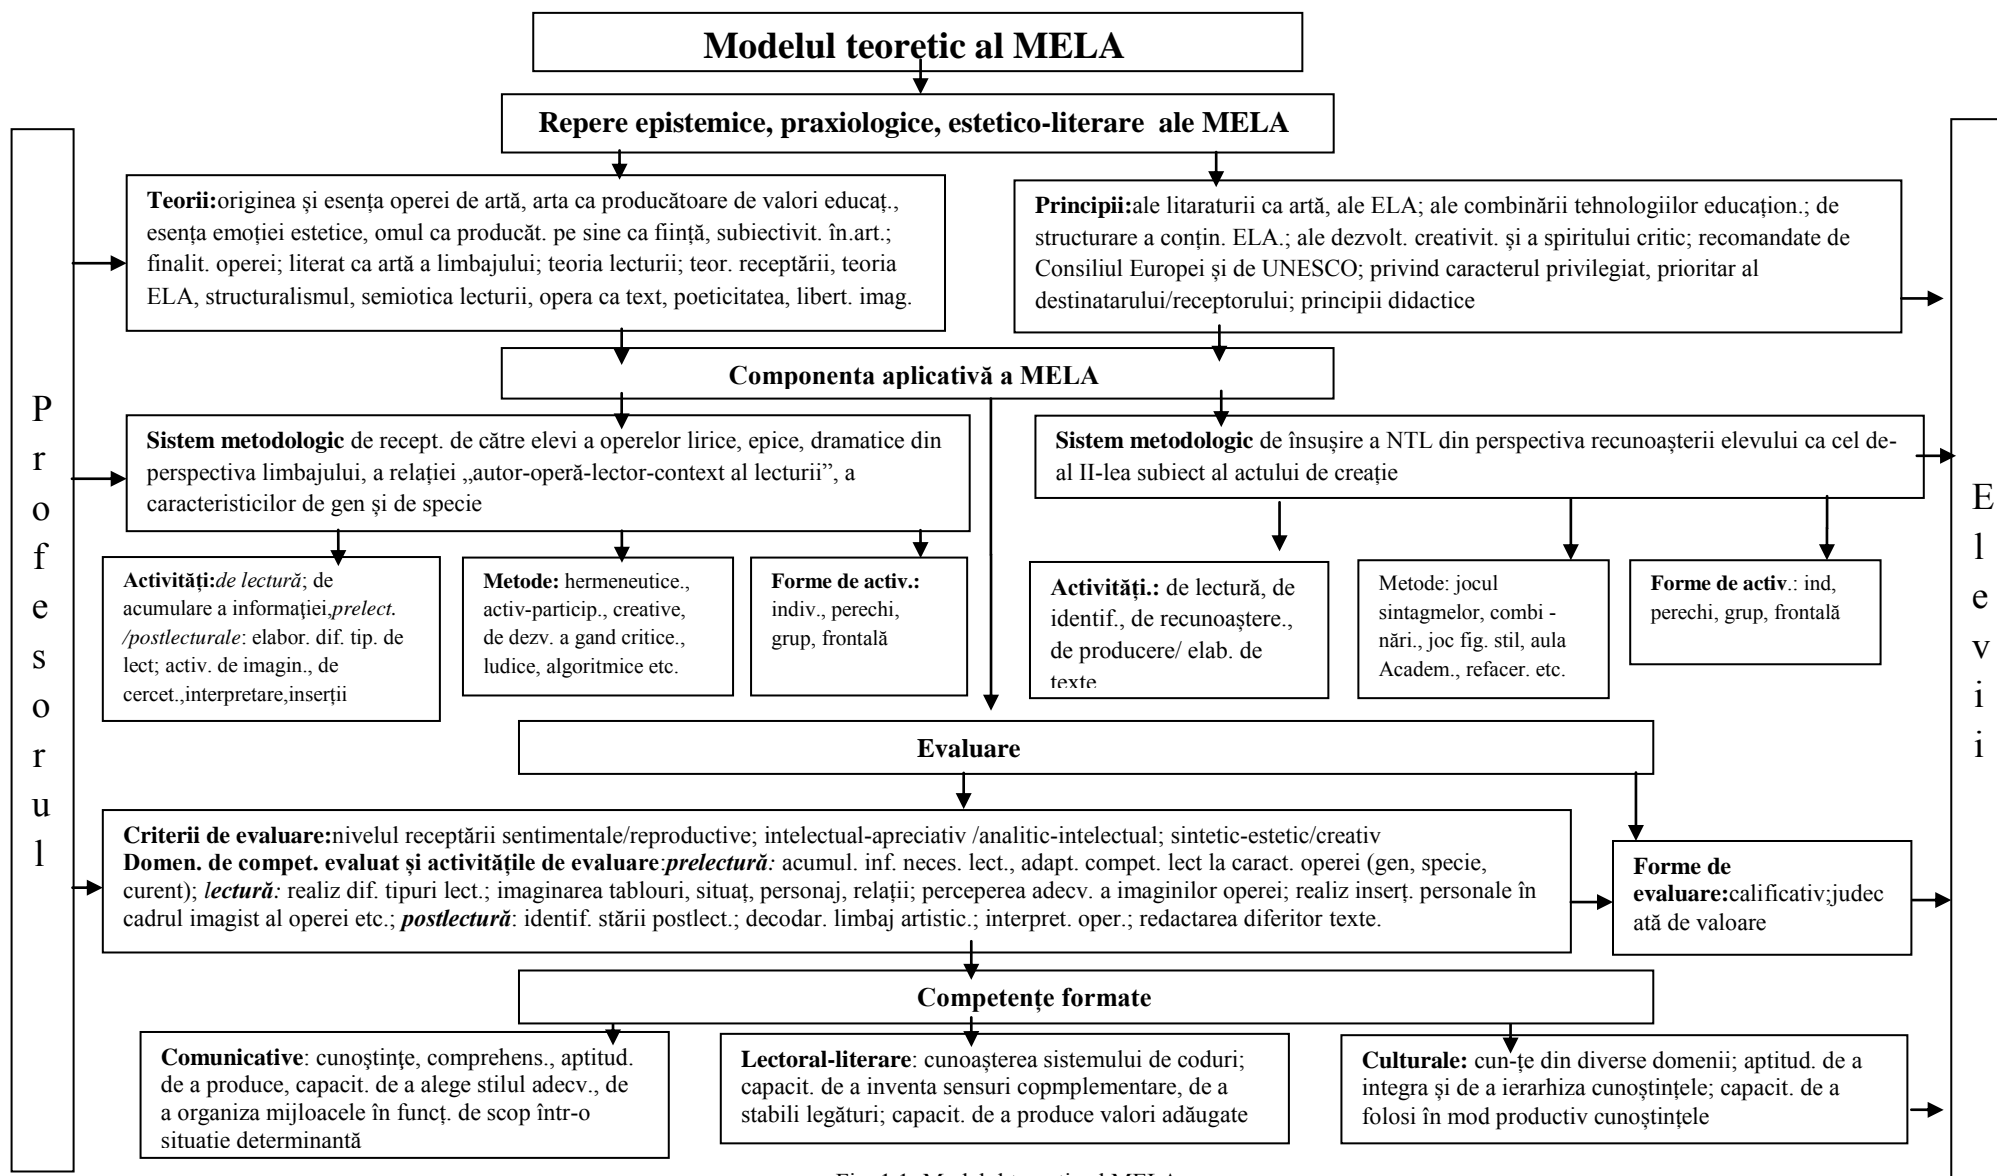 Modelul teoretic al MELA
Repere epistemice, praxiologice, estetico-literare ale MELA
Profesorul
Teorii:originea și esența operei de artă, arta ca producătoare de valori educaț.,
esența emoției estetice, omul ca producăt. pe sine ca ființă, subiectivit. în.art.;
finalit. operei; literat ca artă a limbajului; teoria lecturii; teor. receptării, teoria
ELA, structuralismul, semiotica lecturii, opera ca text, poeticitatea, libert. imag.
Principii:ale litaraturii ca artă, ale ELA; ale combinării tehnologiilor educațion.; de
structurare a conțin. ELA.; ale dezvolt. creativit. și a spiritului critic; recomandate de
Consiliul Europei și de UNESCO; privind caracterul privilegiat, prioritar al
destinatarului/receptorului; principii didactice
Elevii
Componenta aplicativă a MELA
Sistem metodologic de recept. de către elevi a operelor lirice, epice, dramatice din
perspectiva limbajului, a relației „autor-operă-lector-context al lecturii”, a
caracteristicilor de gen și de specie
Sistem metodologic de însușire a NTL din perspectiva recunoașterii elevului ca cel de-
al II-lea subiect al actului de creație
Activități:de lectură; de
acumulare a informației,prelect.
/postlecturale: elabor. dif. tip. de
lect; activ. de imagin., de
cercet.,interpretare,inserții
Metode: hermeneutice.,
activ-particip., creative,
de dezv. a gand critice.,
ludice, algoritmice etc.
Forme de activ.:
indiv., perechi,
grup, frontală
Activități.: de lectură, de
identif., de recunoaștere.,
de producere/ elab. de
texte
Metode: jocul
sintagmelor, combi -
nări., joc fig. stil, aula
Academ., refacer. etc.
Forme de activ.: ind,
perechi, grup, frontală
Evaluare
Criterii de evaluare:nivelul receptării sentimentale/reproductive; intelectual-apreciativ /analitic-intelectual; sintetic-estetic/creativ
Domen. de compet. evaluat și activitățile de evaluare:prelectură: acumul. inf. neces. lect., adapt. compet. lect la caract. operei (gen, specie,
curent); lectură: realiz dif. tipuri lect.; imaginarea tablouri, situaț, personaj, relații; perceperea adecv. a imaginilor operei; realiz inserț. personale în
cadrul imagist al operei etc.; postlectură: identif. stării postlect.; decodar. limbaj artistic.; interpret. oper.; redactarea diferitor texte.
Forme de
evaluare:calificativ;judec
ată de valoare
Competențe formate
Comunicative: cunoştinţe, comprehens., aptitud.
de a produce, capacit. de a alege stilul adecv., de
a organiza mijloacele în funcț. de scop într-o
situatie determinantă
Lectoral-literare: cunoașterea sistemului de coduri;
capacit. de a inventa sensuri copmplementare, de a
stabili legături; capacit. de a produce valori adăugate
Culturale: cun-țe din diverse domenii; aptitud. de a
integra și de a ierarhiza cunoștințele; capacit. de a
folosi în mod productiv cunoștințele